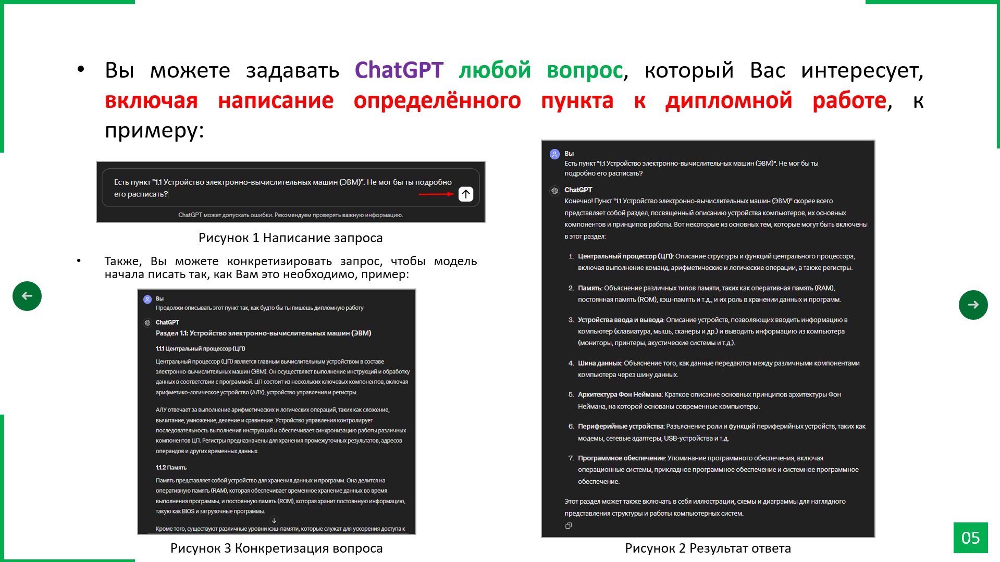 • Вы можете задавать ChatGPT любой вопрос, который Вас интересует,
включая написание определённого пункта к дипломной работе, к
примеру:
Есть пункт "1.1 Устройство электронно-вычислительных машин (ЭВМ)". Не мог бы ты подробно
его расписать?
ChatGPT может допускать ошибки. Рекомендуем проверять важную информацию.
Рисунок 1 Написание запроса
• Также, Вы можете конкретизировать запрос, чтобы модель
начала писать так, как Вам это необходимо, пример:
Вы
Продолжи описывать этот пункт так, как будто бы ты пишешь дипломную работу
ChatGPT
Раздел 1.1: Устройство электронно-вычислительных машин (ЭВМ)
1.1.1 Центральный процессор (ЦП)
Центральный процессор (ЦП) является главным вычислительным устройством в составе
электронно-вычислительных машин (ЭВМ). Он осуществляет выполнение инструкций и обработку
данных в соответствии с программой. ЦП состоит из нескольких ключевых компонентов, включая
арифметико-логическое устройство (АЛУ), устройство управления и регистры.
АЛУ отвечает за выполнение арифметических и логических операций, таких как сложение,
вычитание, умножение, деление и сравнение. Устройство управления контролирует
последовательность выполнения инструкций и обеспечивает синхронизацию работы различных
компонентов ЦП. Регистры предназначены для хранения промежуточных результатов, адресов
операндов и других временных данных.
1.1.2 Память
Память представляет собой устройство для хранения данных и программ. Она делится на
оперативную память (RAM), которая обеспечивает временное хранение данных во время
выполнения программы, и постоянную память (ROM), которая хранит постоянную информацию,
такую как BIOS и загрузочные программы.
Кроме того, существуют различные уровни кэш-памяти, которые служат для ускорения доступа к
Рисунок 3 Конкретизация вопроса
Вы
Есть пункт "1.1 Устройство электронно-вычислительных машин (ЭВМ)". Не мог бы ты
подробно его расписать?
ChatGPT
Конечно! Пункт "1.1 Устройство электронно-вычислительных машин (ЭВМ)" скорее всего
представляет собой раздел, посвященный описанию устройства компьютеров, их основных
компонентов и принципов работы. Вот некоторые из основных тем, которые могут быть включены
в этот раздел:
1. Центральный процессор (ЦП): Описание структуры и функций центрального процессора,
включая выполнение команд, арифметические и логические операции, а также регистры.
2. Память: Объяснение различных типов памяти, таких как оперативная память (RAM),
постоянная память (ROM), кэш-память и т.д., и их роль в хранении данных и программ.
3. Устройства ввода и вывода: Описание устройств, позволяющих вводить информацию в
компьютер (клавиатура, мышь, сканеры и др.) и выводить информацию из компьютера
(мониторы, принтеры, акустические системы и т.д.).
4. Шина данных: Объяснение того, как данные передаются между различными компонентами
компьютера через шину данных.
5. Архитектура Фон Неймана: Краткое описание основных принципов архитектуры Фон
Неймана, на которой основаны современные компьютеры.
6. Периферийные устройства: Разъяснение роли и функций периферийных устройств, таких как
модемы, сетевые адаптеры, USB-устройства и т.д.
7. Программное обеспечение: Упоминание программного обеспечения, включая
операционные системы, прикладное программное обеспечение и системное программное
обеспечение.
Этот раздел может также включать в себя иллюстрации, схемы и диаграммы для наглядного
представления структуры и работы компьютерных систем.
Рисунок 2 Результат ответа
05